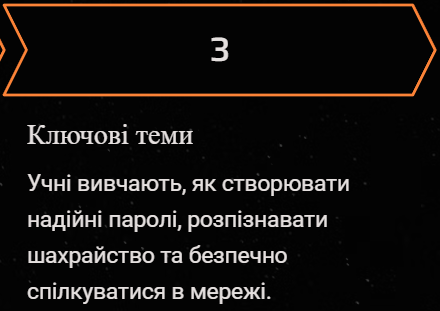 3
Ключові теми
Учні вивчають, як створювати
надійні паролі, розпізнавати
шахрайство та безпечно
спілкуватися в мережі.